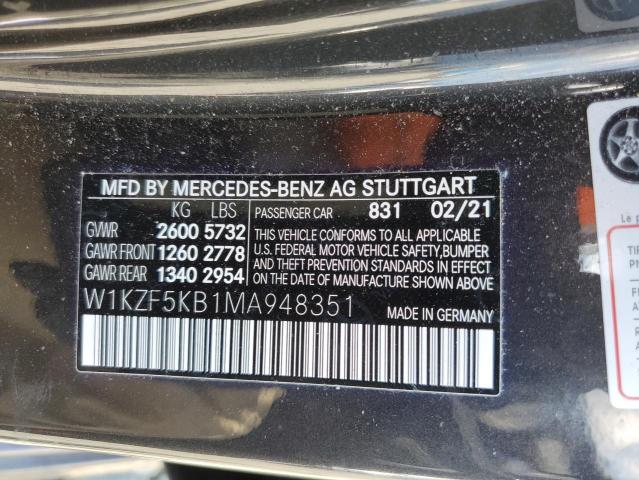 MFD BY MERCEDES-BENZ AG STUTTGART
KG LBS
GVWR 2600 5732
GAWR FRONT 1260 2778
GAWR REAR 1340 2954
PASSENGER CAR 831 02/21
THIS VEHICLE CONFORMS TO ALL APPLICABLE
U.S. FEDERAL MOTOR VEHICLE SAFETY,BUMPER
AND THEFT PREVENTION STANDARDS IN EFFECT
ON THE DATE OF MANUFACTURE SHOWN ABOVE.
W1KZF5KB1MA948351
MADE IN GERMANY
Le